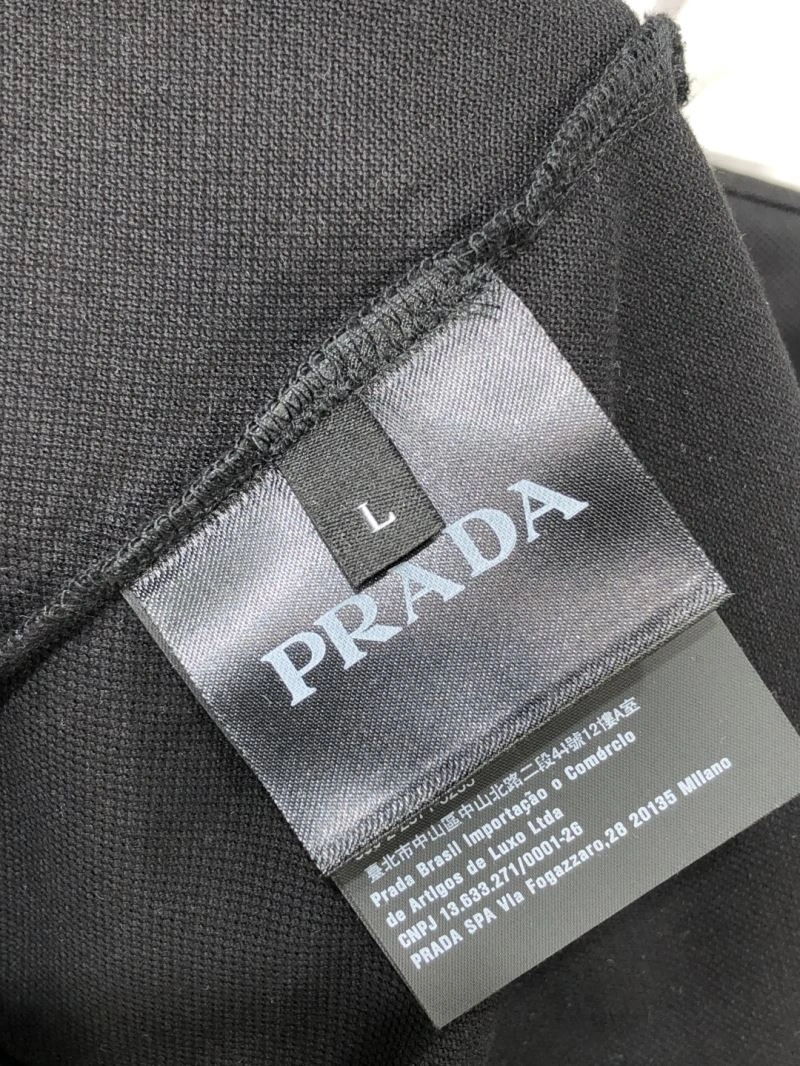 L
PRADA
臺北市中山區中山北路二段44號12樓A室
Prada Brasil Importação o Comércio
de Artigos de Luxo Ltda
CNPJ 13.633.271/0001-26
PRADA SPA Via Fogazzaro,28 20135 Milano